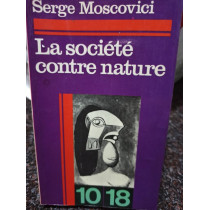 Serge Moscovici
La société
contre nature
10 18